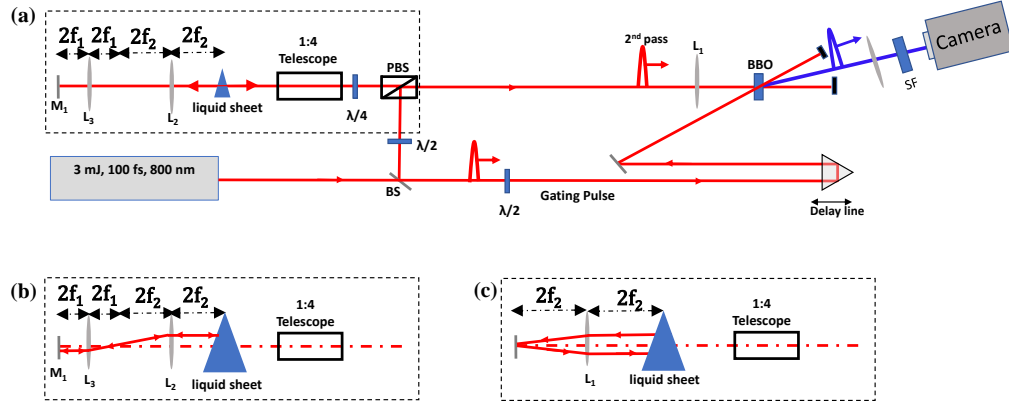 (a)
2f₁ 2f₁ 2f₂ 2f₂
1:4
Telescope
PBS
2nd pass
L₁
BBO
Camera
SF
M₁
L₃
L₂
liquid sheet
λ/4
λ/2
3 mJ, 100 fs, 800 nm
BS
λ/2
Gating Pulse
Delay line
(b)
2f₁ 2f₁ 2f₂ 2f₂
1:4
Telescope
M₁
L₃
L₂
liquid sheet
(c)
2f₂ 2f₂
1:4
Telescope
L₁
liquid sheet